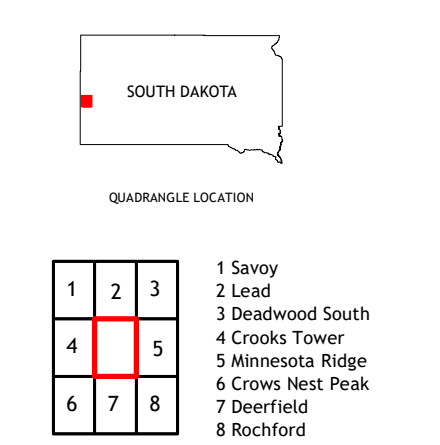 SOUTH DAKOTA
QUADRANGLE LOCATION
1 2 3
4 5
6 7 8
1 Savoy
2 Lead
3 Deadwood South
4 Crooks Tower
5 Minnesota Ridge
6 Crows Nest Peak
7 Deerfield
8 Rochford